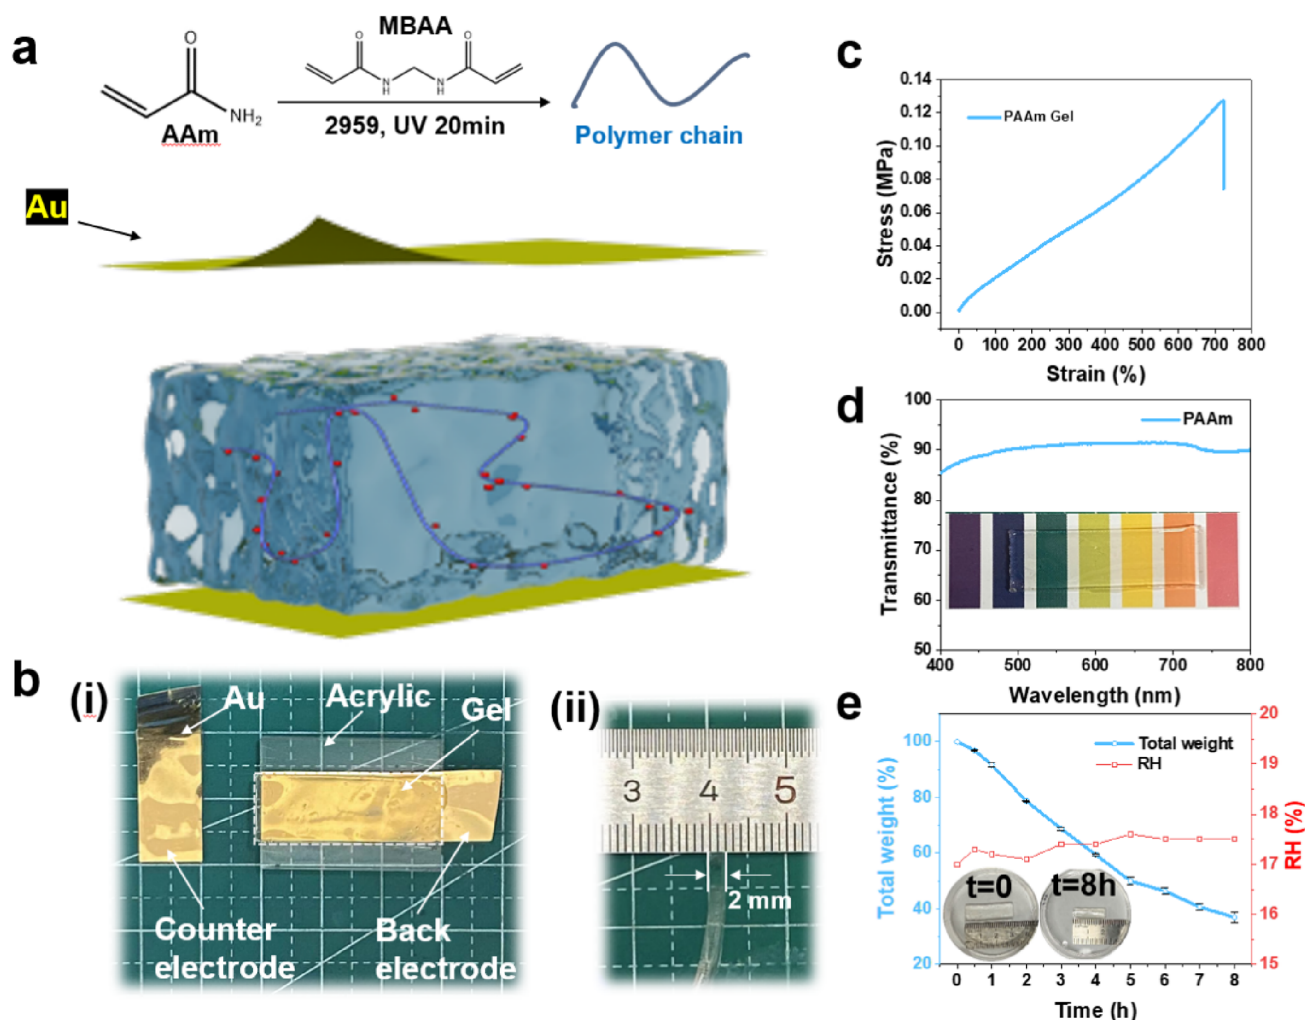 a
O
NH₂
AAm
MBAA
O
O
N
H
N
H
2959, UV 20min
Polymer chain
Au
b
(i)
Au
Acrylic
Gel
Counter
electrode
Back
electrode
(ii)
3
4
5
2 mm
c
0.14
0.12
0.10
0.08
0.06
0.04
0.02
0.00
Stress (MPa)
PAAm Gel
0 100 200 300 400 500 600 700 800
Strain (%)
d
100
90
80
70
60
50
Transmittance (%)
PAAm
400 500 600 700 800
Wavelength (nm)
e
100
80
60
40
20
Total weight (%)
Total weight
RH
t=0
t=8h
20
19
18
17
16
15
RH (%)
0 1 2 3 4 5 6 7 8
Time (h)